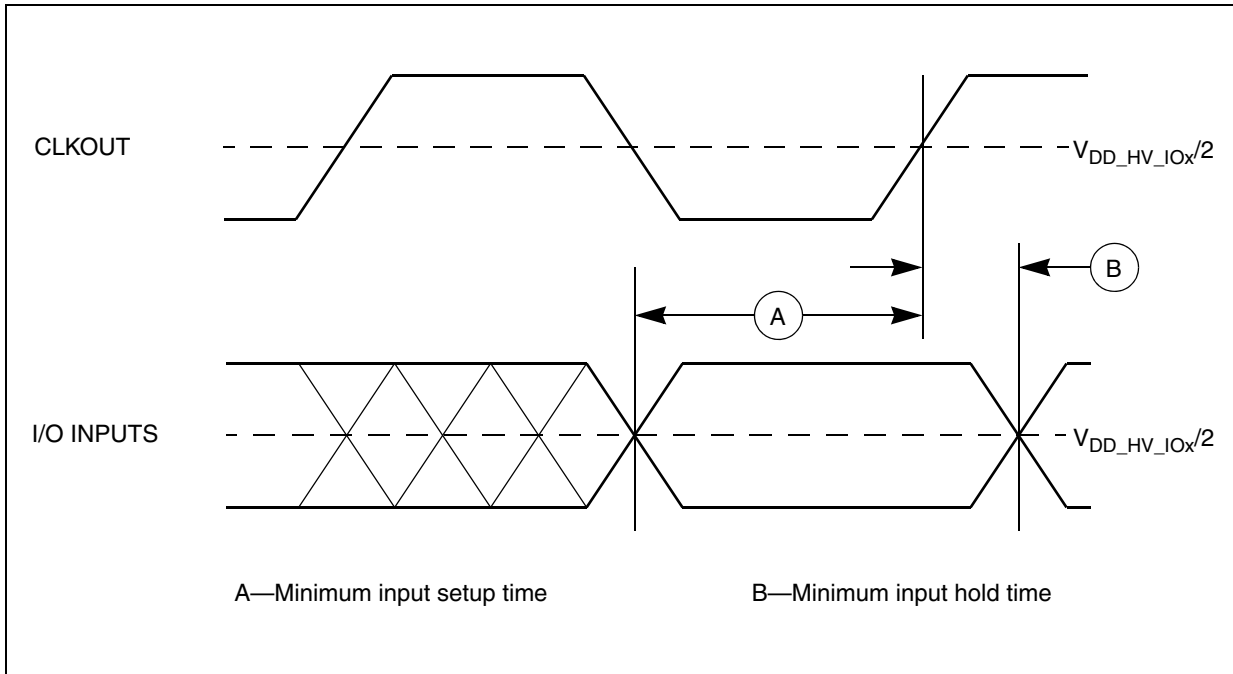 CLKOUT
V_DD_HV_IOx/2
B
A
I/O INPUTS
V_DD_HV_IOx/2
A—Minimum input setup time
B—Minimum input hold time